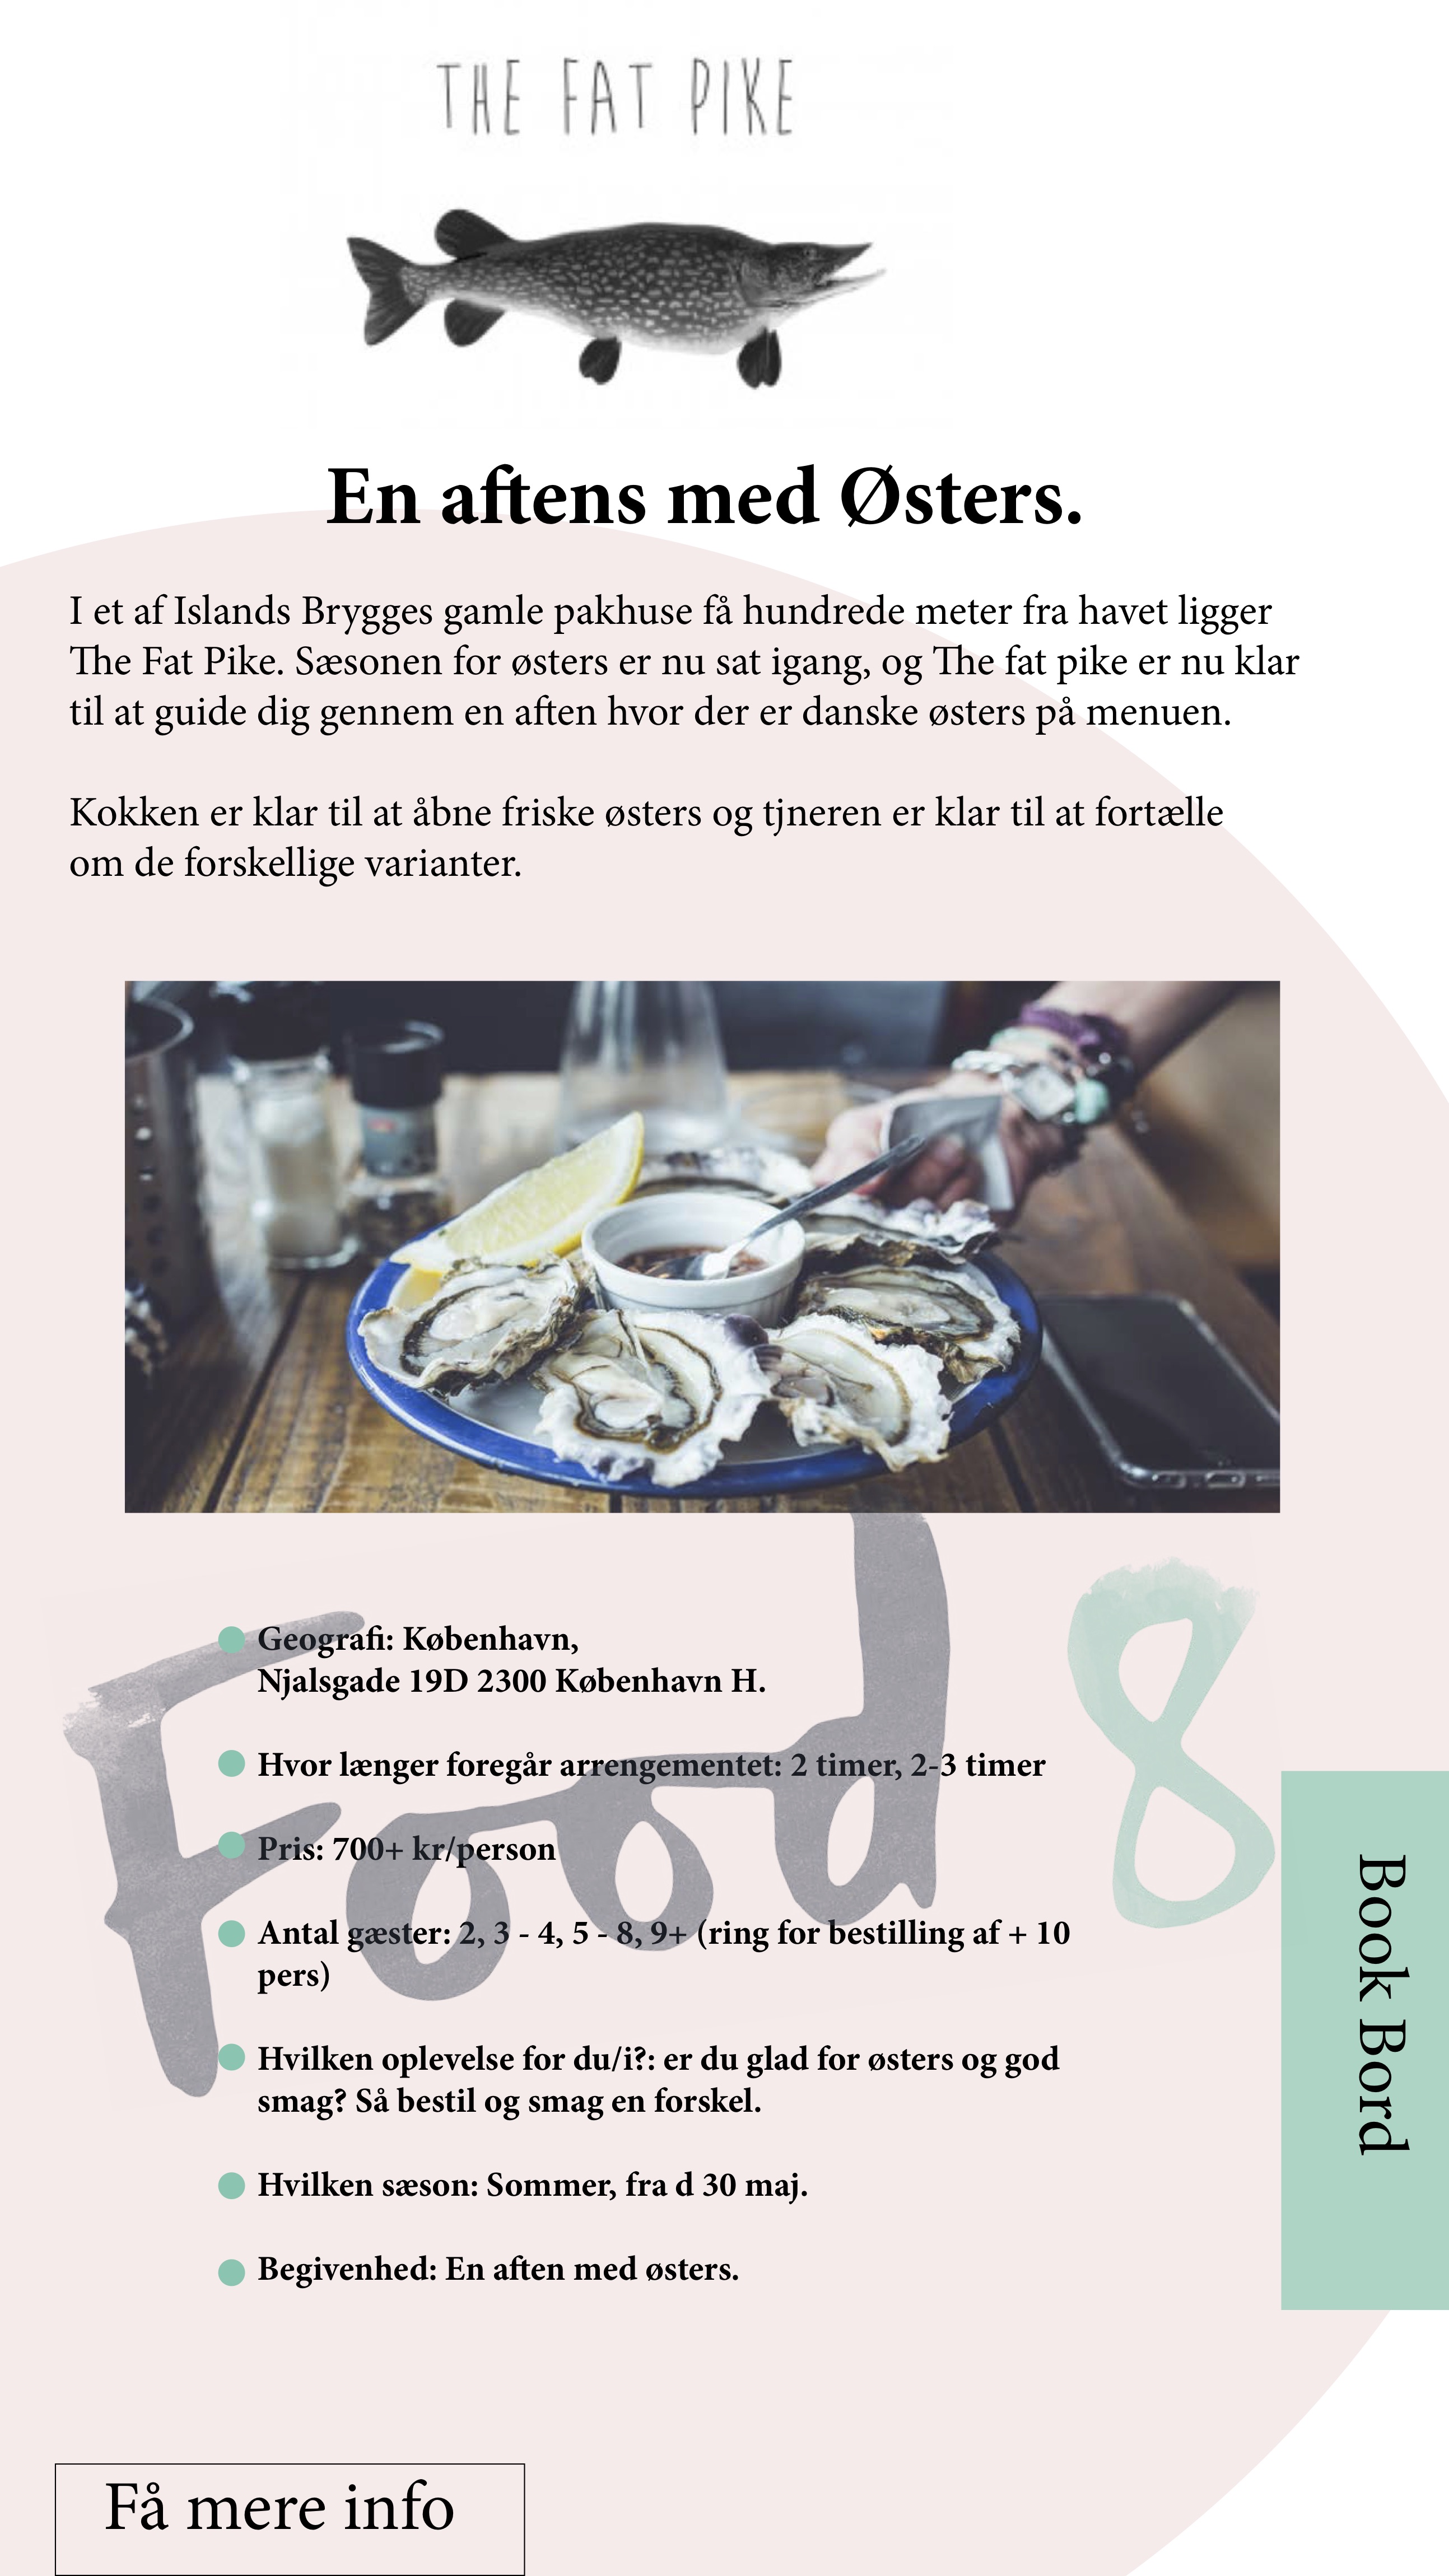 THE FAT PIKE
En aftens med Østers.
I et af Islands Brygges gamle pakhuse få hundrede meter fra havet ligger
The Fat Pike. Sæsonen for østers er nu sat igang, og The fat pike er nu klar
til at guide dig gennem en aften hvor der er danske østers på menuen.
Kokken er klar til at åbne friske østers og tjneren er klar til at fortælle
om de forskellige varianter.
Food 8
Geografi: København,
Njalsgade 19D 2300 København H.
Hvor længer foregår arrengementet: 2 timer, 2-3 timer
Pris: 700+ kr/person
Antal gæster: 2, 3 - 4, 5 - 8, 9+ (ring for bestilling af + 10
pers)
Hvilken oplevelse for du/i?: er du glad for østers og god
smag? Så bestil og smag en forskel.
Hvilken sæson: Sommer, fra d 30 maj.
Begivenhed: En aften med østers.
Book Bord
Få mere info